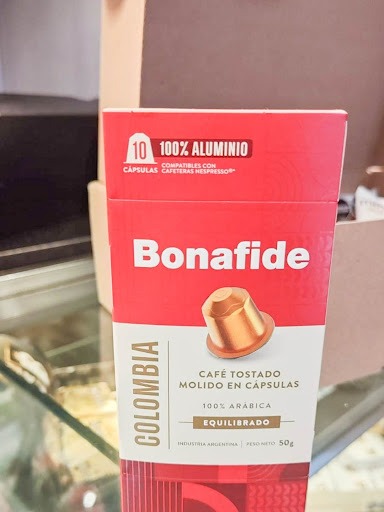 10 100% ALUMINIO
CÁPSULAS COMPATIBLES CON
CAFETERAS NESPRESSO®*
Bonafide
COLOMBIA
CAFÉ TOSTADO
MOLIDO EN CÁPSULAS
100% ARÁBICA
EQUILIBRADO
INDUSTRIA ARGENTINA | PESO NETO 50g